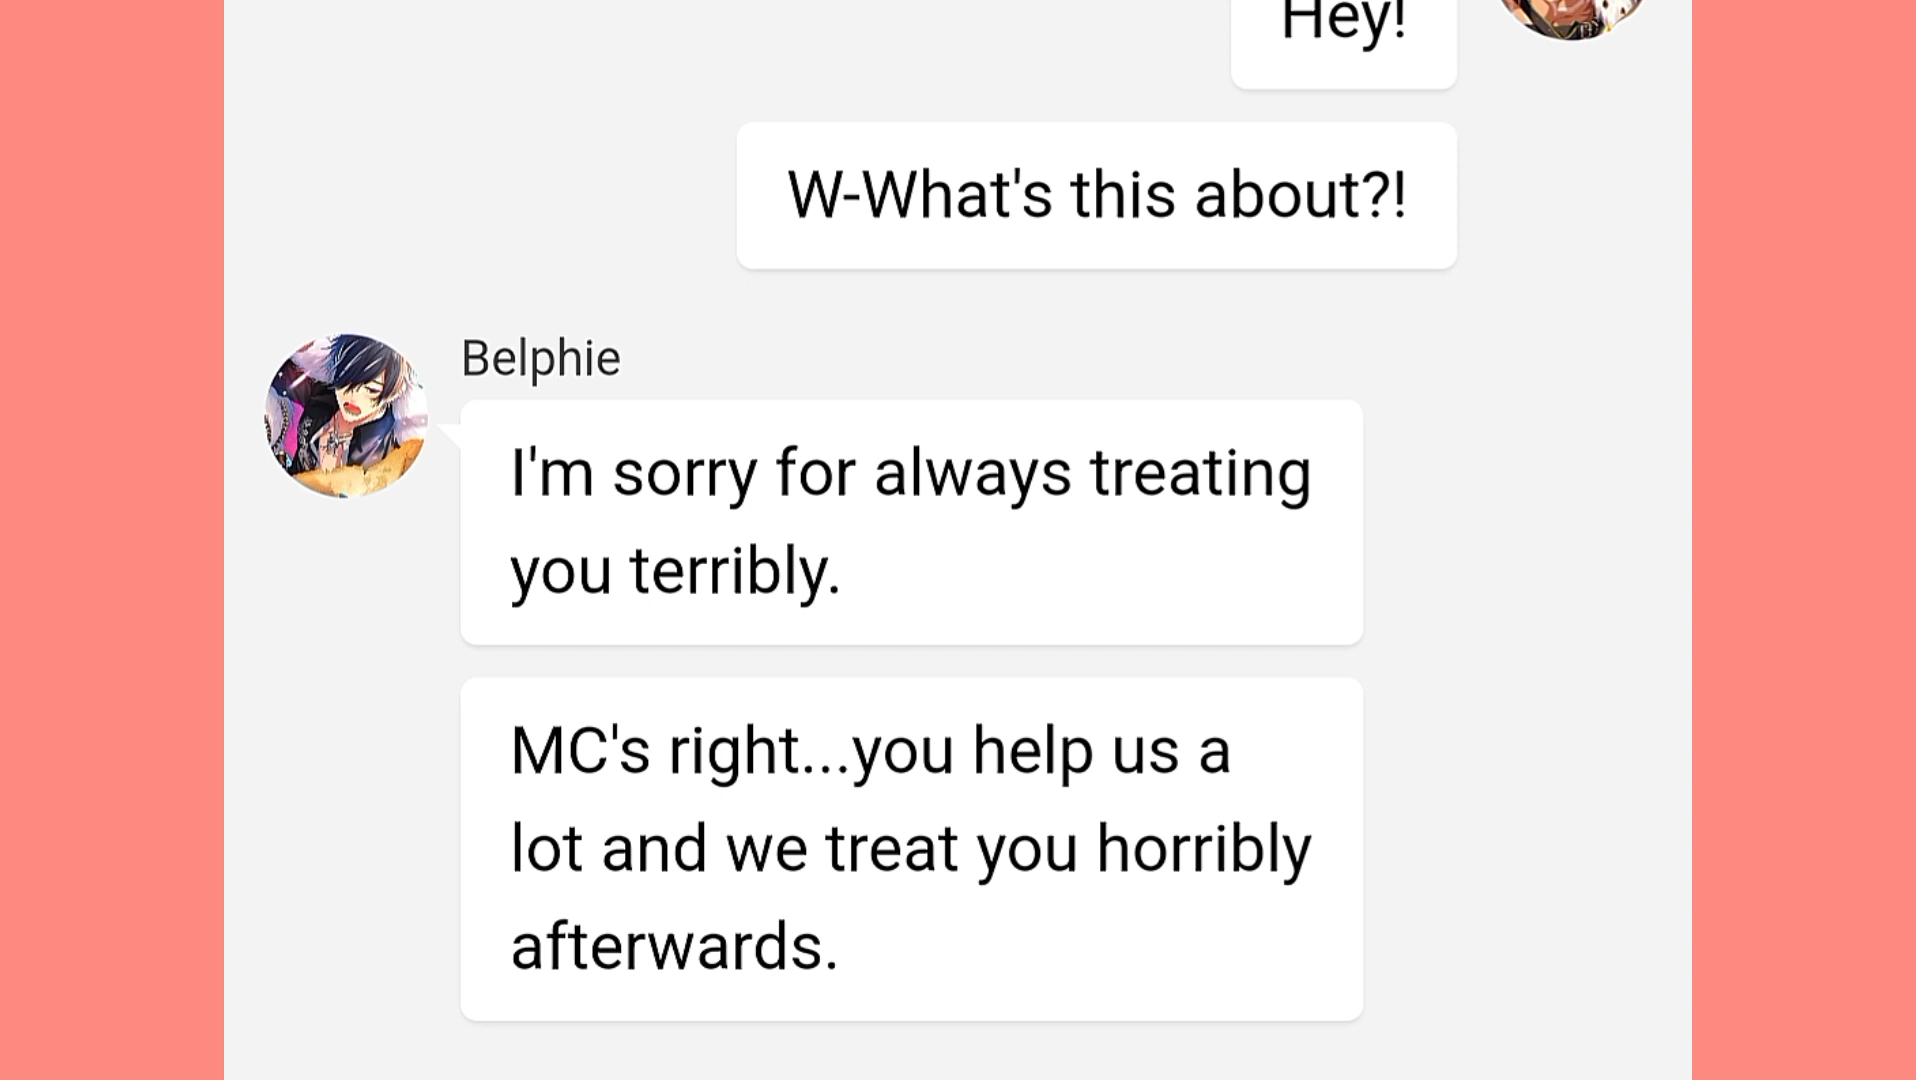 Hey!
W-What's this about?!
Belphie
I'm sorry for always treating
you terribly.
MC's right...you help us a
lot and we treat you horribly
afterwards.